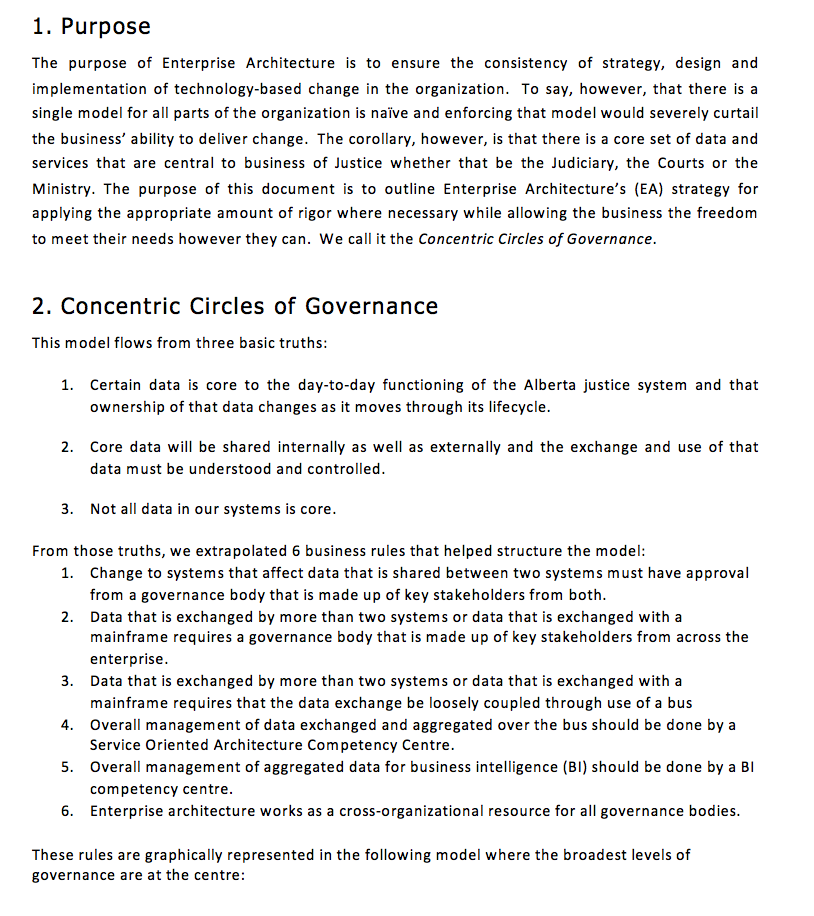 1. Purpose
The purpose of Enterprise Architecture is to ensure the consistency of strategy, design and
implementation of technology-based change in the organization. To say, however, that there is a
single model for all parts of the organization is naïve and enforcing that model would severely curtail
the business’ ability to deliver change. The corollary, however, is that there is a core set of data and
services that are central to business of Justice whether that be the Judiciary, the Courts or the
Ministry. The purpose of this document is to outline Enterprise Architecture’s (EA) strategy for
applying the appropriate amount of rigor where necessary while allowing the business the freedom
to meet their needs however they can. We call it the Concentric Circles of Governance.
2. Concentric Circles of Governance
This model flows from three basic truths:
1. Certain data is core to the day-to-day functioning of the Alberta justice system and that
ownership of that data changes as it moves through its lifecycle.
2. Core data will be shared internally as well as externally and the exchange and use of that
data must be understood and controlled.
3. Not all data in our systems is core.
From those truths, we extrapolated 6 business rules that helped structure the model:
1. Change to systems that affect data that is shared between two systems must have approval
from a governance body that is made up of key stakeholders from both.
2. Data that is exchanged by more than two systems or data that is exchanged with a
mainframe requires a governance body that is made up of key stakeholders from across the
enterprise.
3. Data that is exchanged by more than two systems or data that is exchanged with a
mainframe requires that the data exchange be loosely coupled through use of a bus
4. Overall management of data exchanged and aggregated over the bus should be done by a
Service Oriented Architecture Competency Centre.
5. Overall management of aggregated data for business intelligence (BI) should be done by a BI
competency centre.
6. Enterprise architecture works as a cross-organizational resource for all governance bodies.
These rules are graphically represented in the following model where the broadest levels of
governance are at the centre: